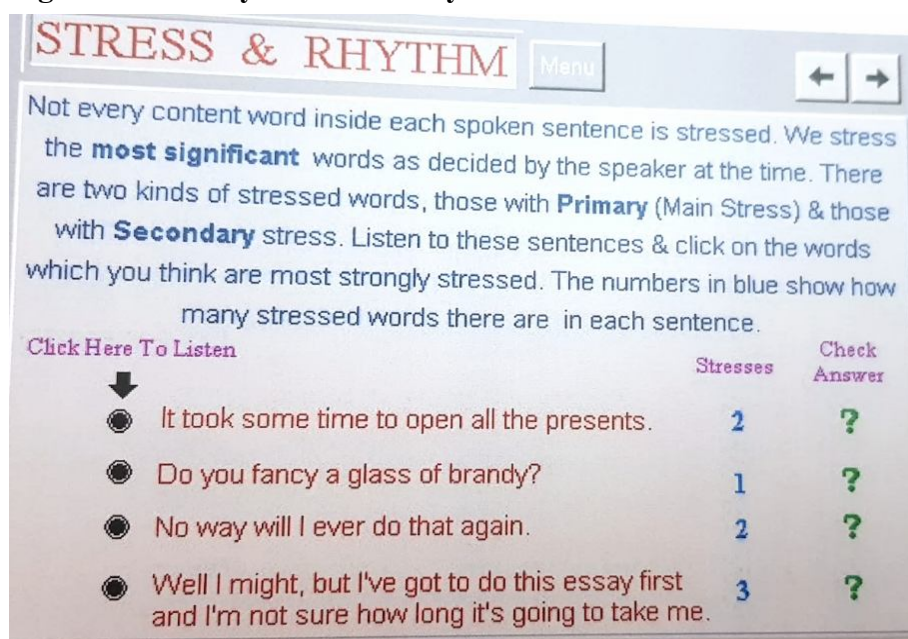 STRESS & RHYTHM Menu
Not every content word inside each spoken sentence is stressed. We stress
the most significant words as decided by the speaker at the time. There
are two kinds of stressed words, those with Primary (Main Stress) & those
with Secondary stress. Listen to these sentences & click on the words
which you think are most strongly stressed. The numbers in blue show how
many stressed words there are in each sentence.
Click Here To Listen Stresses Check Answer
It took some time to open all the presents. 2 ?
Do you fancy a glass of brandy? 1 ?
No way will I ever do that again. 2 ?
Well I might, but I've got to do this essay first
and I'm not sure how long it's going to take me. 3 ?